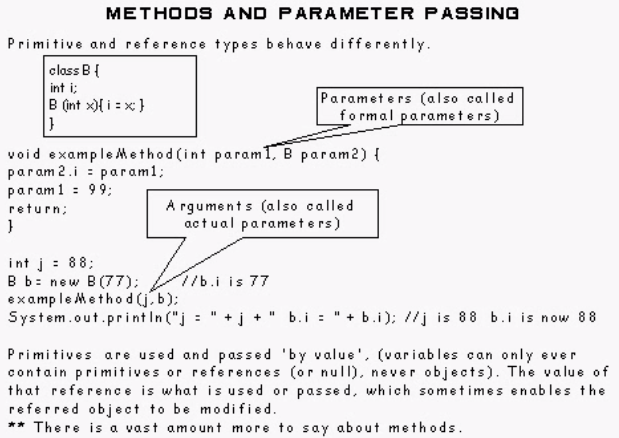 METHODS AND PARAMETER PASSING
Primitive and reference types behave differently.
class B {
int i;
B (int x){ i = x; }
}
Parameters (also called
formal parameters)
void exampleMethod(int param1, B param2) {
param2.i = param1;
param1 = 99;
return;
}
Arguments (also called
actual parameters)
int j = 88;
B b= new B(77); //b.i is 77
exampleMethod(j,b);
System.out.println("j = " + j + " b.i = " + b.i); //j is 88 b.i is now 88
Primitives are used and passed 'by value', (variables can only ever
contain primitives or references (or null), never objects). The value of
that reference is what is used or passed, which sometimes enables the
referred object to be modified.
** There is a vast amount more to say about methods.